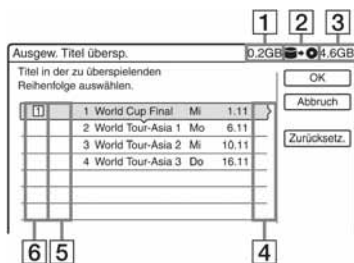 1 2 3
Ausgew. Titel übersp. 0.2GB 4.6GB
Titel in der zu überspielenden
Reihenfolge auswählen.
OK
Abbruch
Zurücksetz.
1 1 World Cup Final Mi 1.11
2 World Tour-Asia 1 Mo 6.11
3 World Tour-Asia 2 Mi 10.11
4 World Tour-Asia 3 Do 16.11
6 5 4